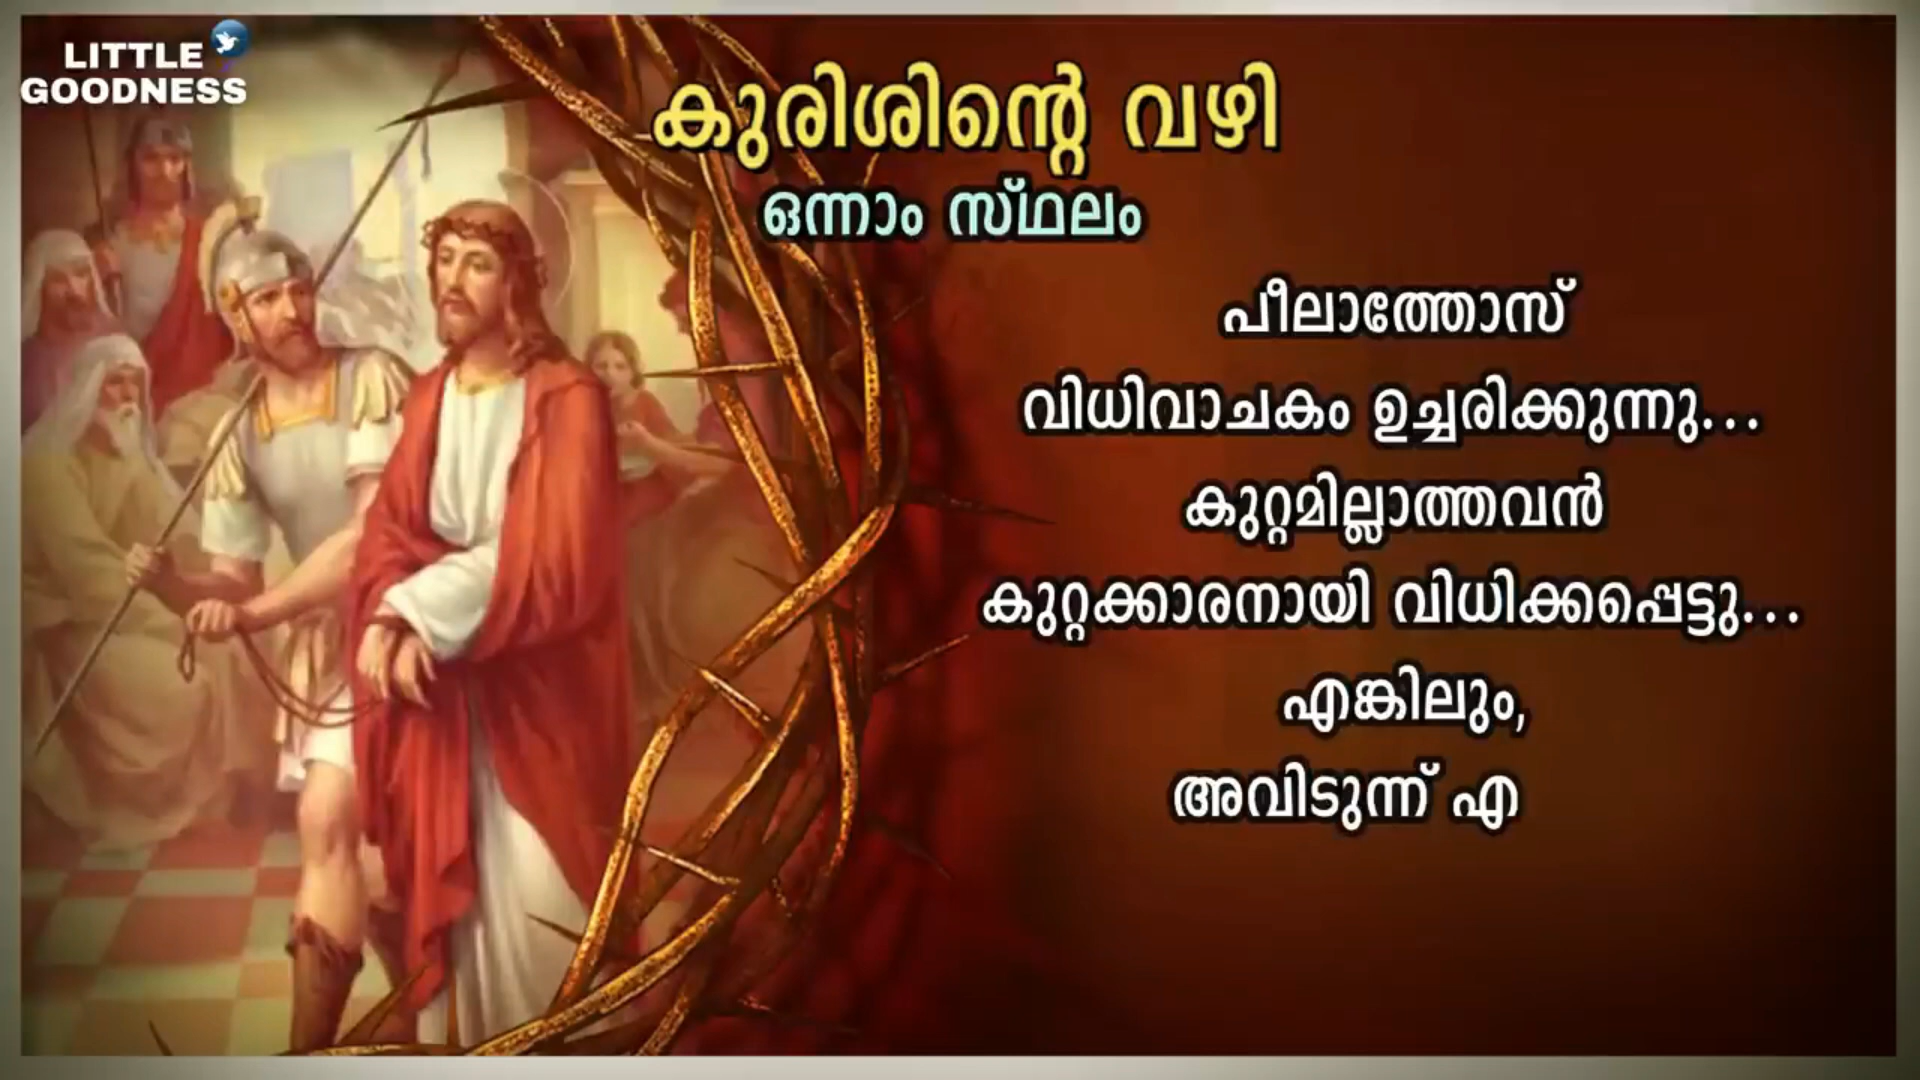 LITTLE
GOODNESS
കുരിശിന്റെ വഴി
ഒന്നാം സ്ഥലം
പീലാത്തോസ്
വിധിവാചകം ഉച്ചരിക്കുന്നു...
കുറ്റമില്ലാത്തവൻ
കുറ്റക്കാരനായി വിധിക്കപ്പെട്ടു...
എങ്കിലും,
അവിടുന്ന് എ